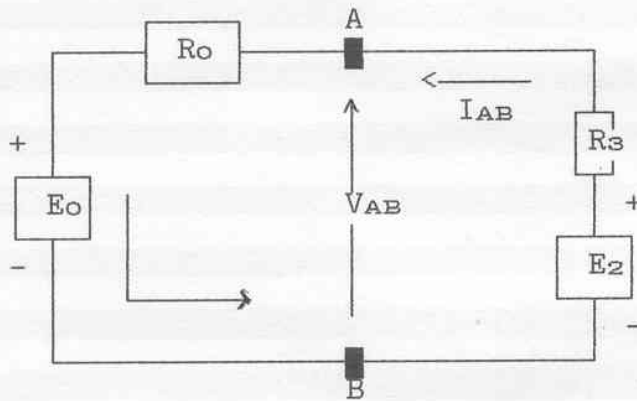 A
Ro
IAB
R3
+
+
Eo
VAB
E2
-
-
B